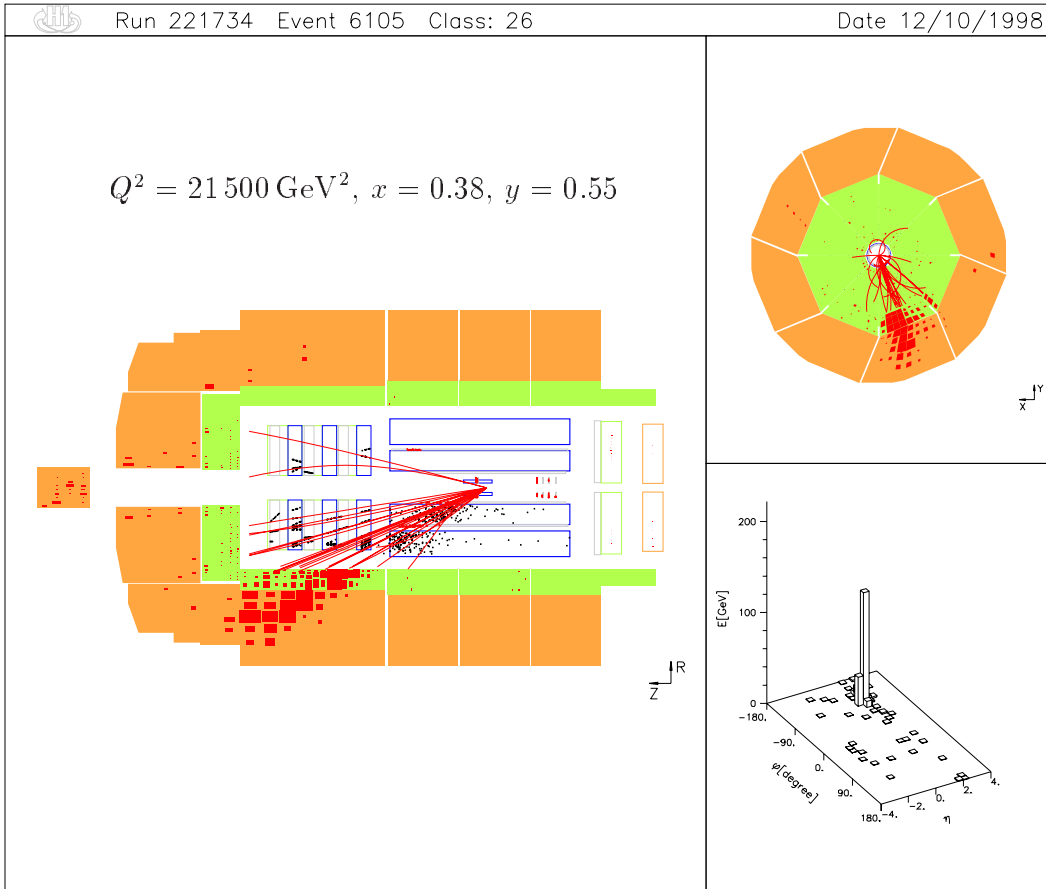 H1 Run 221734 Event 6105 Class: 26 Date 12/10/1998
Q² = 21 500 GeV², x = 0.38, y = 0.55
R
Z
Y
X
E[GeV]
200
100
0
-180.
-90.
0.
90.
180.
φ[degree]
-4.
-2.
0.
2.
4.
η